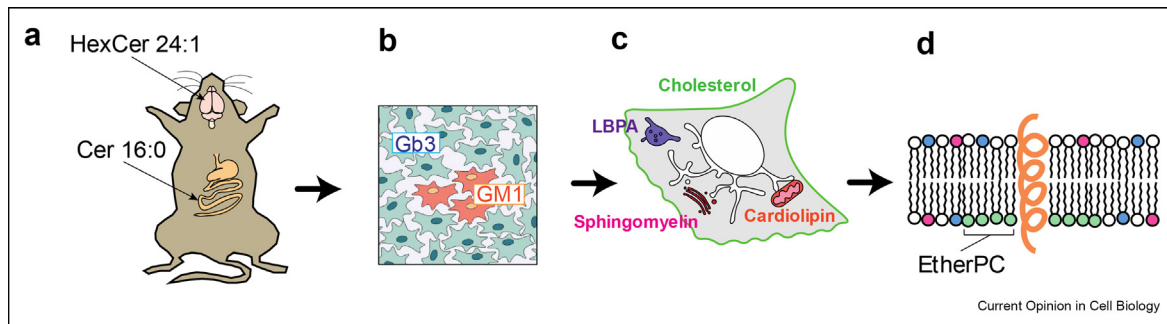 a
HexCer 24:1
Cer 16:0
b
Gb3
GM1
c
Cholesterol
LBPA
Sphingomyelin
Cardiolipin
d
EtherPC
Current Opinion in Cell Biology